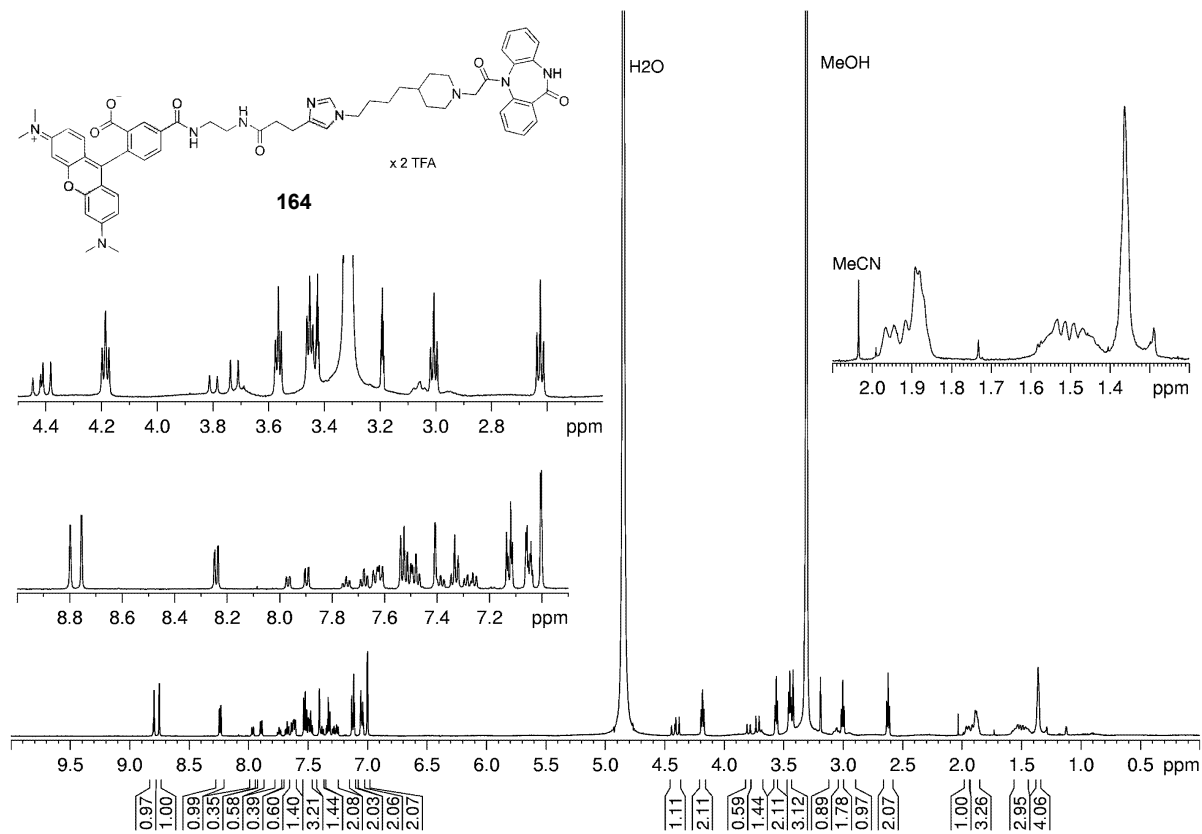 H2O
MeOH
O
N
NH
N
O
N
N
O⁻
O
O
H
N
N
H
O
N
+
O
N
x 2 TFA
164
MeCN
2.0 1.9 1.8 1.7 1.6 1.5 1.4 ppm
4.4 4.2 4.0 3.8 3.6 3.4 3.2 3.0 2.8 ppm
8.8 8.6 8.4 8.2 8.0 7.8 7.6 7.4 7.2 ppm
9.5 9.0 8.5 8.0 7.5 7.0 6.5 6.0 5.5 5.0 4.5 4.0 3.5 3.0 2.5 2.0 1.5 1.0 0.5 ppm
0.97 1.00 0.99 0.35 0.58 0.39 0.60 1.40 3.21 1.44 2.08 2.03 2.06 2.07 1.11 2.11 0.59 1.44 2.11 3.12 0.89 1.78 0.97 2.07 1.00 3.26 2.95 4.06